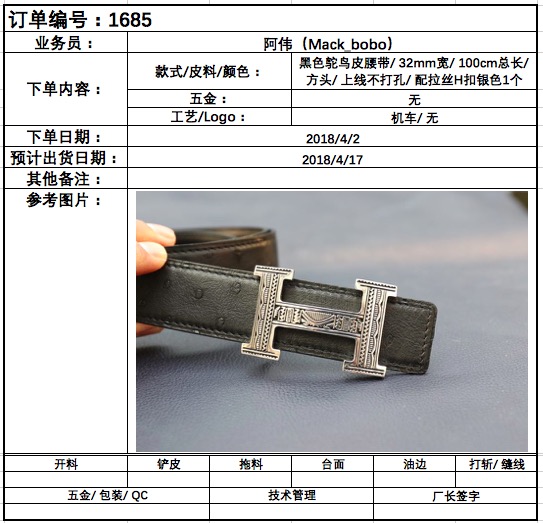 订单编号：1685
业务员： 阿伟（Mack_bobo）
下单内容： 款式/皮料/颜色： 黑色鸵鸟皮腰带/ 32mm宽/ 100cm总长/
方头/ 上线不打孔/ 配拉丝H扣银色1个
五金： 无
工艺/Logo： 机车/ 无
下单日期： 2018/4/2
预计出货日期： 2018/4/17
其他备注：
参考图片：
开料 铲皮 拖料 台面 油边 打斩/ 缝线
五金/ 包装/ QC 技术管理 厂长签字